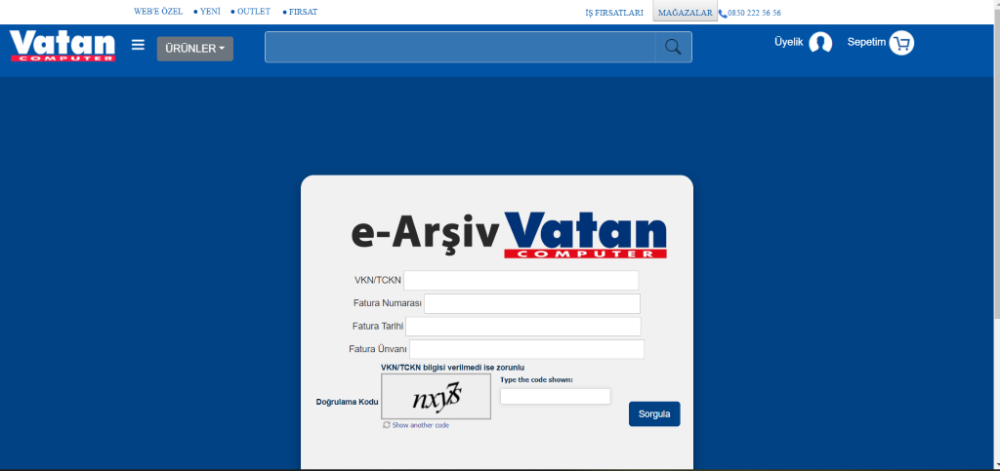 WEB'E ÖZEL • YENİ • OUTLET • FIRSAT İŞ FIRSATLARI MAĞAZALAR 0850 222 56 56
Vatan
COMPUTER
ÜRÜNLER
Üyelik
Sepetim
e-Arşiv Vatan
COMPUTER
VKN/TCKN
Fatura Numarası
Fatura Tarihi
Fatura Ünvanı
VKN/TCKN bilgisi verilmedi ise zorunlu
Type the code shown:
Doğrulama Kodu
Show another code
Sorgula